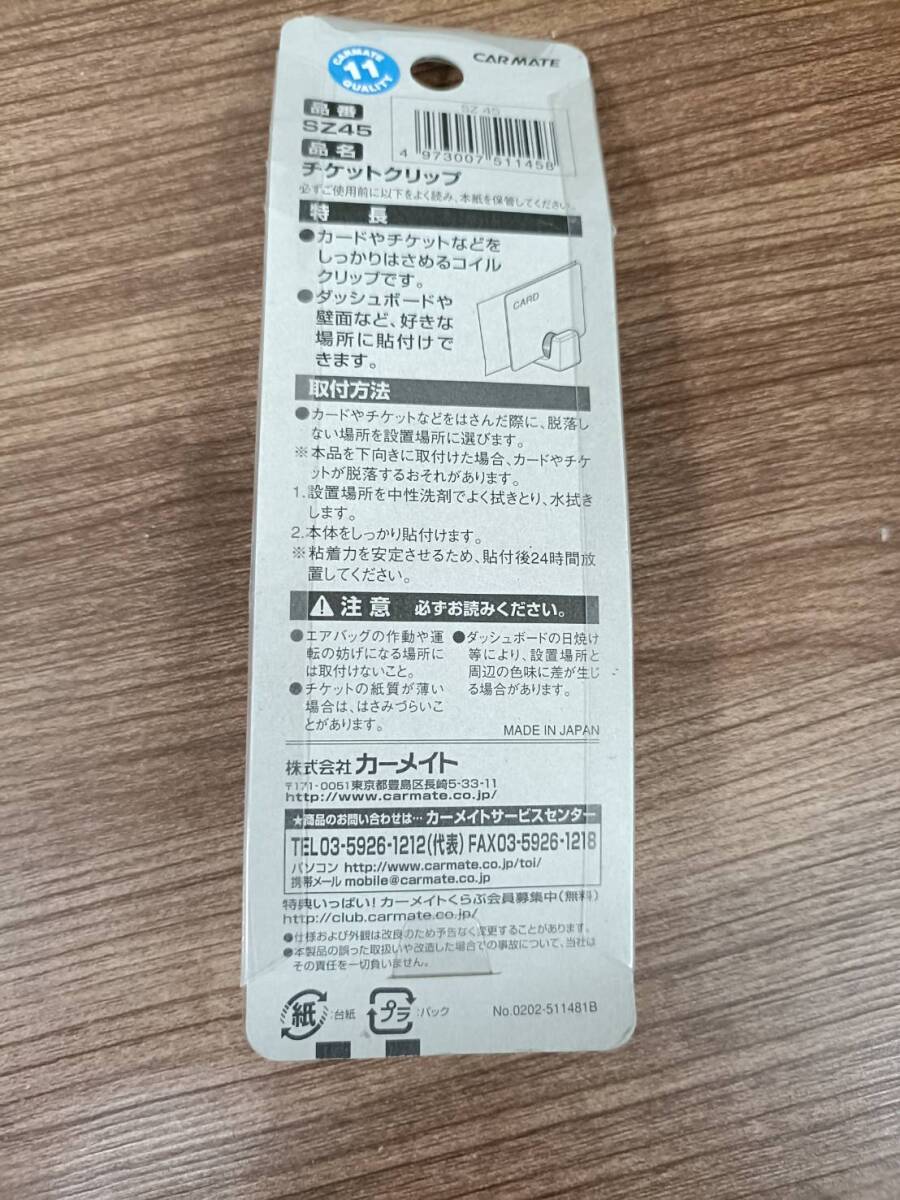 CARMATE
11
QUALITY
CARMATE
品番
SZ45
品名
チケットクリップ
SZ 45
4 973007 511458
必ずご使用前に以下をよく読み、本紙を保管してください。
特 長
●カードやチケットなどを
しっかりはさめるコイル
クリップです。
●ダッシュボードや
壁面など、好きな
場所に貼付けで
きます。
CARD
取付方法
●カードやチケットなどをはさんだ際に、脱落し
ない場所を設置場所に選びます。
※本品を下向きに取付けた場合、カードやチケ
ットが脱落するおそれがあります。
1.設置場所を中性洗剤でよく拭きとり、水拭き
します。
2.本体をしっかり貼付けます。
※粘着力を安定させるため、貼付後24時間放
置してください。
注意 必ずお読みください。
●エアバッグの作動や運
転の妨げになる場所に
は取付けないこと。
●チケットの紙質が薄い
場合は、はさみづらいこ
とがあります。
●ダッシュボードの日焼け
等により、設置場所と
周辺の色味に差が生じ
る場合があります。
MADE IN JAPAN
株式会社 カーメイト
〒171-0051東京都豊島区長崎5-33-11
http://www.carmate.co.jp/
★商品のお問い合わせは… カーメイトサービスセンター
TEL03-5926-1212(代表) FAX03-5926-1218
パソコン http://www.carmate.co.jp/toi/
携帯メール mobile@carmate.co.jp
特典いっぱい! カーメイトくらぶ会員募集中(無料)
http://club.carmate.co.jp/
●仕様および外観は改良のため予告なく変更することがあります。
●本製品の誤った取扱いや改造した場合での事故について、当社は
その責任を一切負いません。
紙 :台紙 プラ :パック
No.0202-511481B